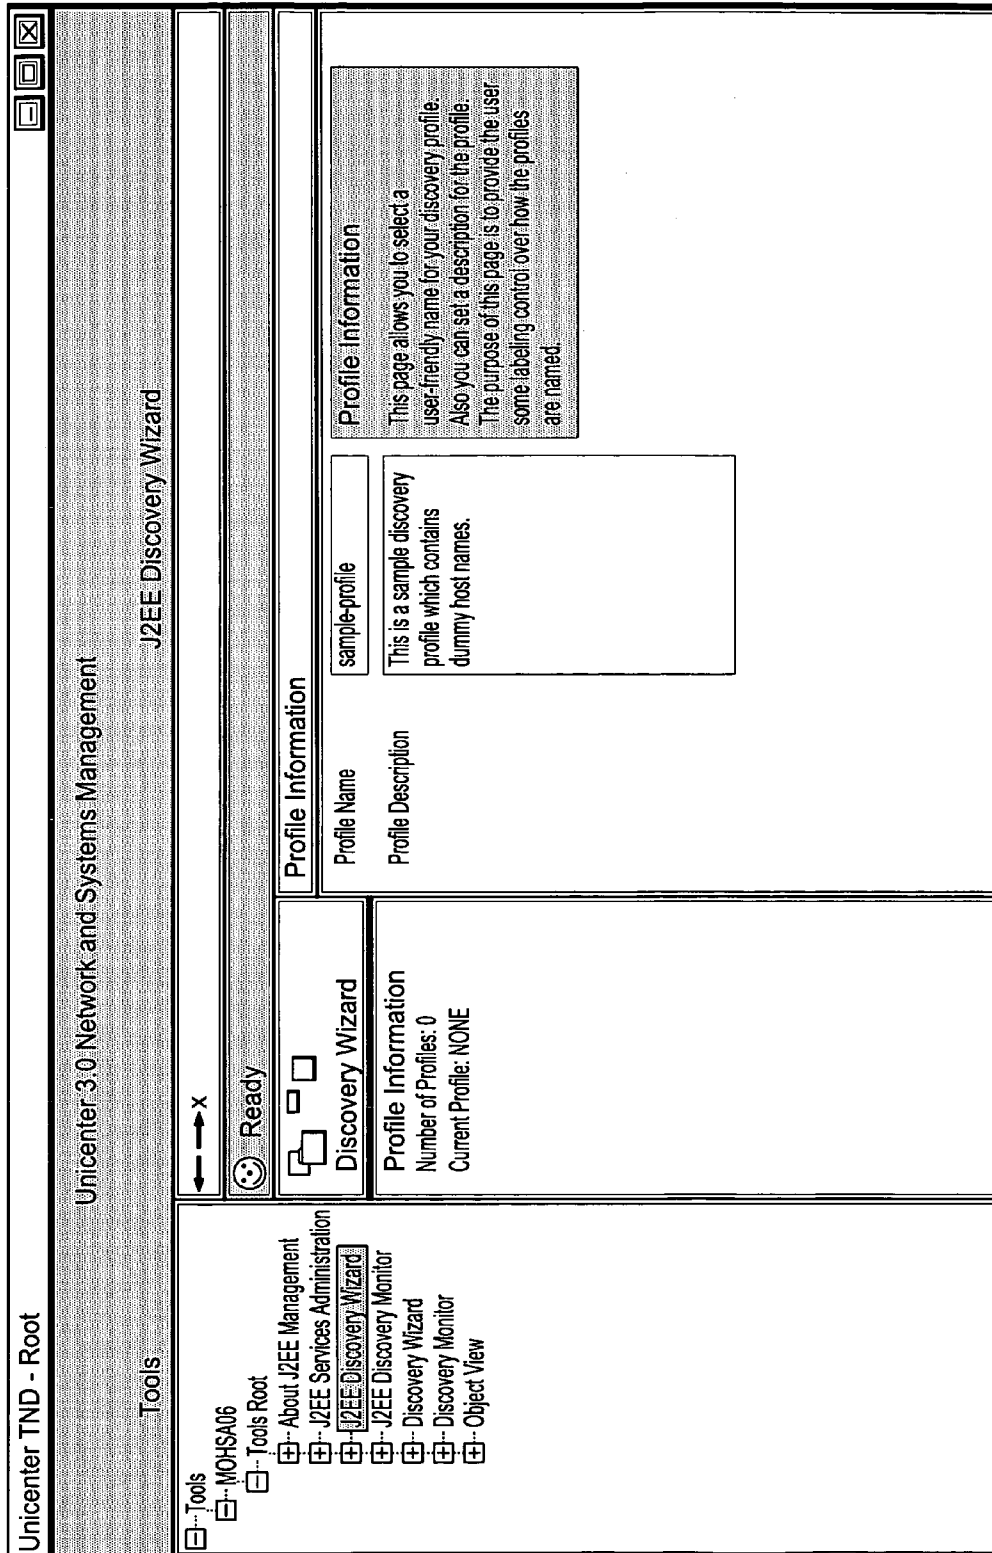 Unicenter TND - Root
Unicenter 3.0 Network and Systems Management
Tools
J2EE Discovery Wizard
Tools
MOHSA06
Tools Root
About J2EE Management
J2EE Services Administration
J2EE Discovery Wizard
J2EE Discovery Monitor
Discovery Wizard
Discovery Monitor
Object View
X
Ready
Discovery Wizard
Profile Information
Number of Profiles: 0
Current Profile: NONE
Profile Information
Profile Name
sample-profile
Profile Description
This is a sample discovery
profile which contains
dummy host names.
Profile Information
This page allows you to select a
user-friendly name for your discovery profile.
Also you can set a description for the profile.
The purpose of this page is to provide the user
some labeling control over how the profiles
are named.